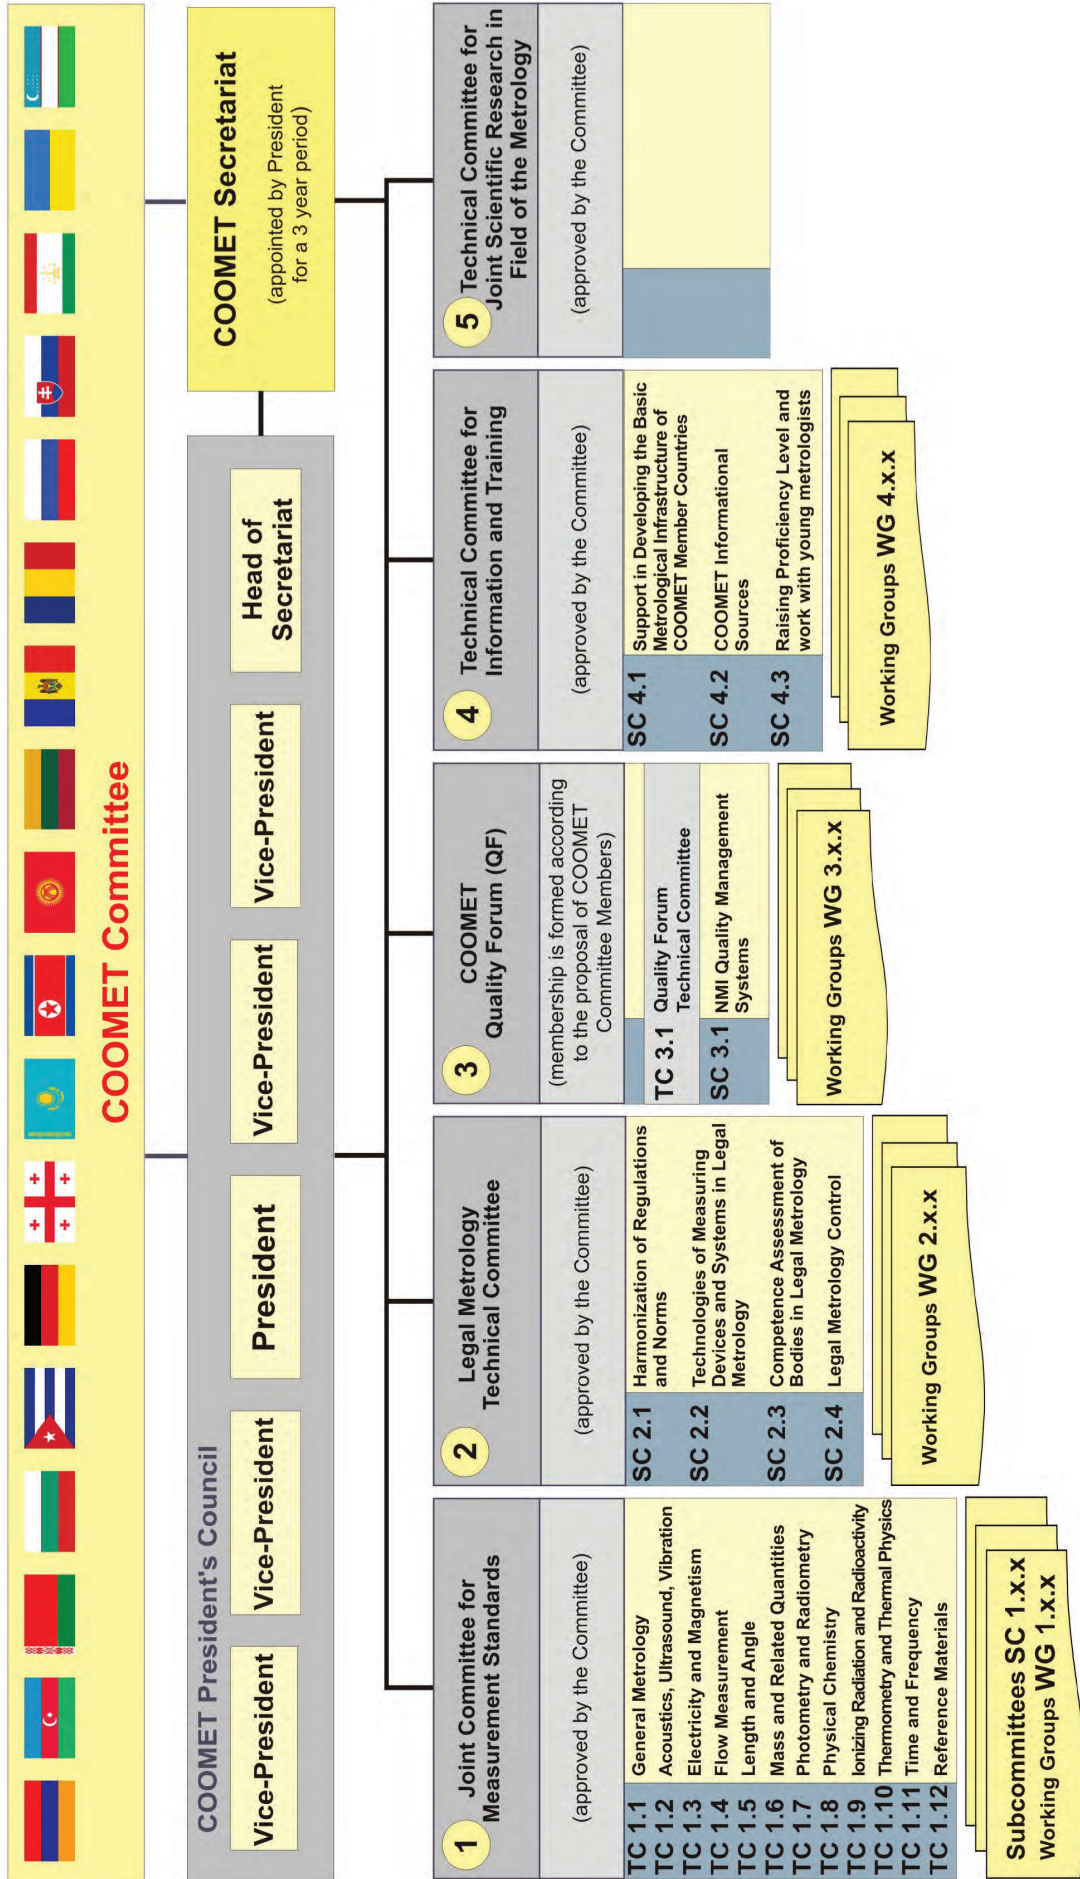 COOMET Committee
COOMET President's Council
Vice-President
Vice-President
President
Vice-President
Vice-President
Head of
Secretariat
COOMET Secretariat
(appointed by President
for a 3 year period)
1
Joint Committee for
Measurement Standards
(approved by the Committee)
TC 1.1 General Metrology
TC 1.2 Acoustics, Ultrasound, Vibration
TC 1.3 Electricity and Magnetism
TC 1.4 Flow Measurement
TC 1.5 Length and Angle
TC 1.6 Mass and Related Quantities
TC 1.7 Photometry and Radiometry
TC 1.8 Physical Chemistry
TC 1.9 Ionizing Radiation and Radioactivity
TC 1.10 Thermometry and Thermal Physics
TC 1.11 Time and Frequency
TC 1.12 Reference Materials
Subcommittees SC 1.x.x
Working Groups WG 1.x.x
2
Legal Metrology
Technical Committee
(approved by the Committee)
SC 2.1 Harmonization of Regulations
and Norms
SC 2.2 Technologies of Measuring
Devices and Systems in Legal
Metrology
SC 2.3 Competence Assessment of
Bodies in Legal Metrology
SC 2.4 Legal Metrology Control
Working Groups WG 2.x.x
3
COOMET
Quality Forum (QF)
(membership is formed according
to the proposal of COOMET
Committee Members)
TC 3.1 Quality Forum
Technical Committee
SC 3.1 NMI Quality Management
Systems
Working Groups WG 3.x.x
4
Technical Committee for
Information and Training
(approved by the Committee)
SC 4.1 Support in Developing the Basic
Metrological Infrastructure of
COOMET Member Countries
SC 4.2 COOMET Informational
Sources
SC 4.3 Raising Proficiency Level and
work with young metrologists
Working Groups WG 4.x.x
5
Technical Committee for
Joint Scientific Research in
Field of the Metrology
(approved by the Committee)